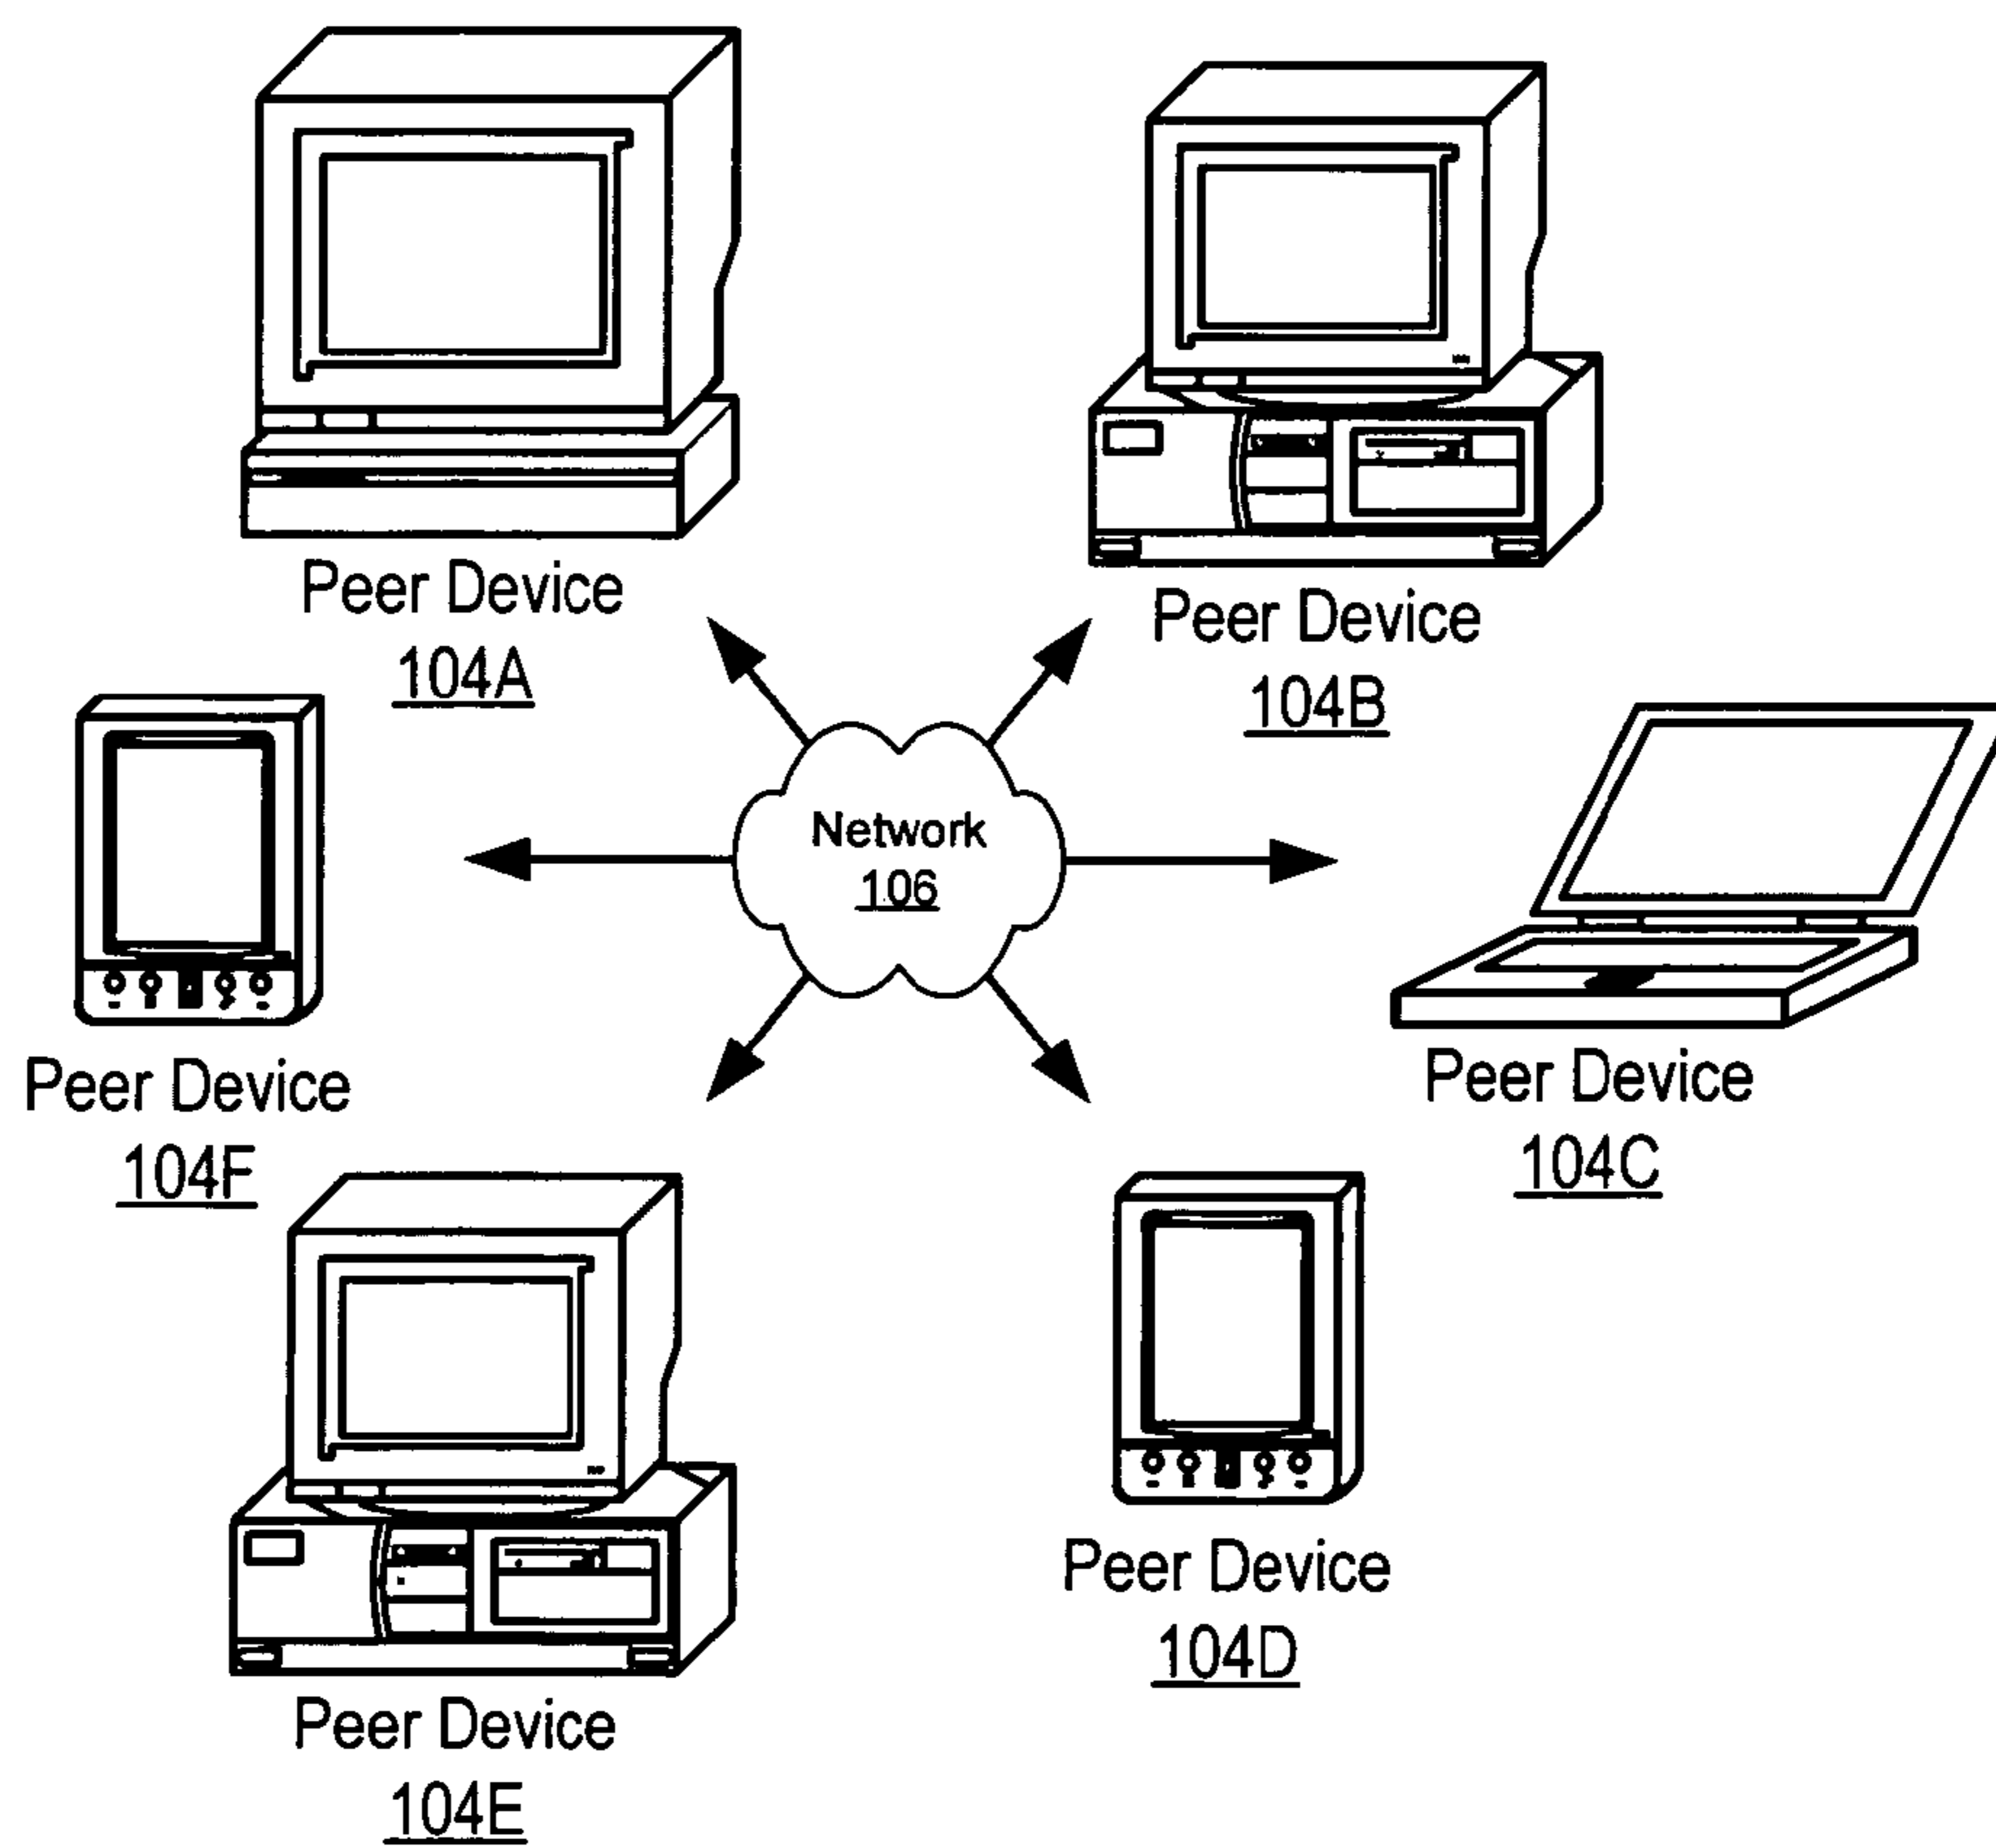 Peer Device
104A
Peer Device
104B
Network
106
Peer Device
104F
Peer Device
104C
Peer Device
104D
Peer Device
104E